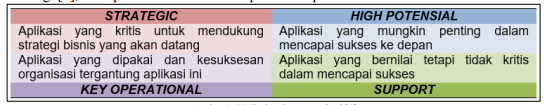 STRATEGIC
HIGH POTENSIAL
Aplikasi yang kritis untuk mendukung
strategi bisnis yang akan datang
Aplikasi yang mungkin penting dalam
mencapai sukses ke depan
Aplikasi yang dipakai dan kesuksesan
organisasi tergantung aplikasi ini
Aplikasi yang bernilai tetapi tidak kritis
dalam mencapai sukses
KEY OPERATIONAL
SUPPORT